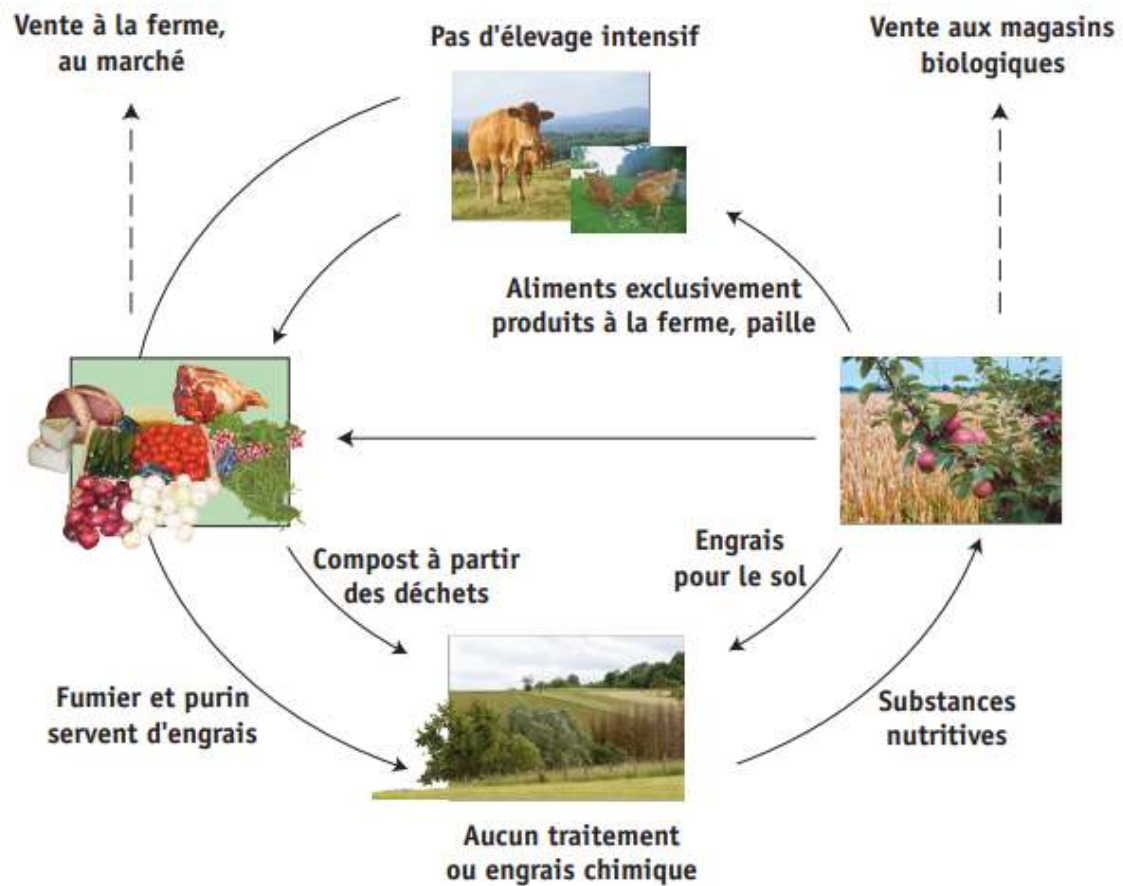 Vente à la ferme,
au marché
Pas d'élevage intensif
Vente aux magasins
biologiques
Aliments exclusivement
produits à la ferme, paille
Compost à partir
des déchets
Engrais
pour le sol
Fumier et purin
servent d'engrais
Substances
nutritives
Aucun traitement
ou engrais chimique